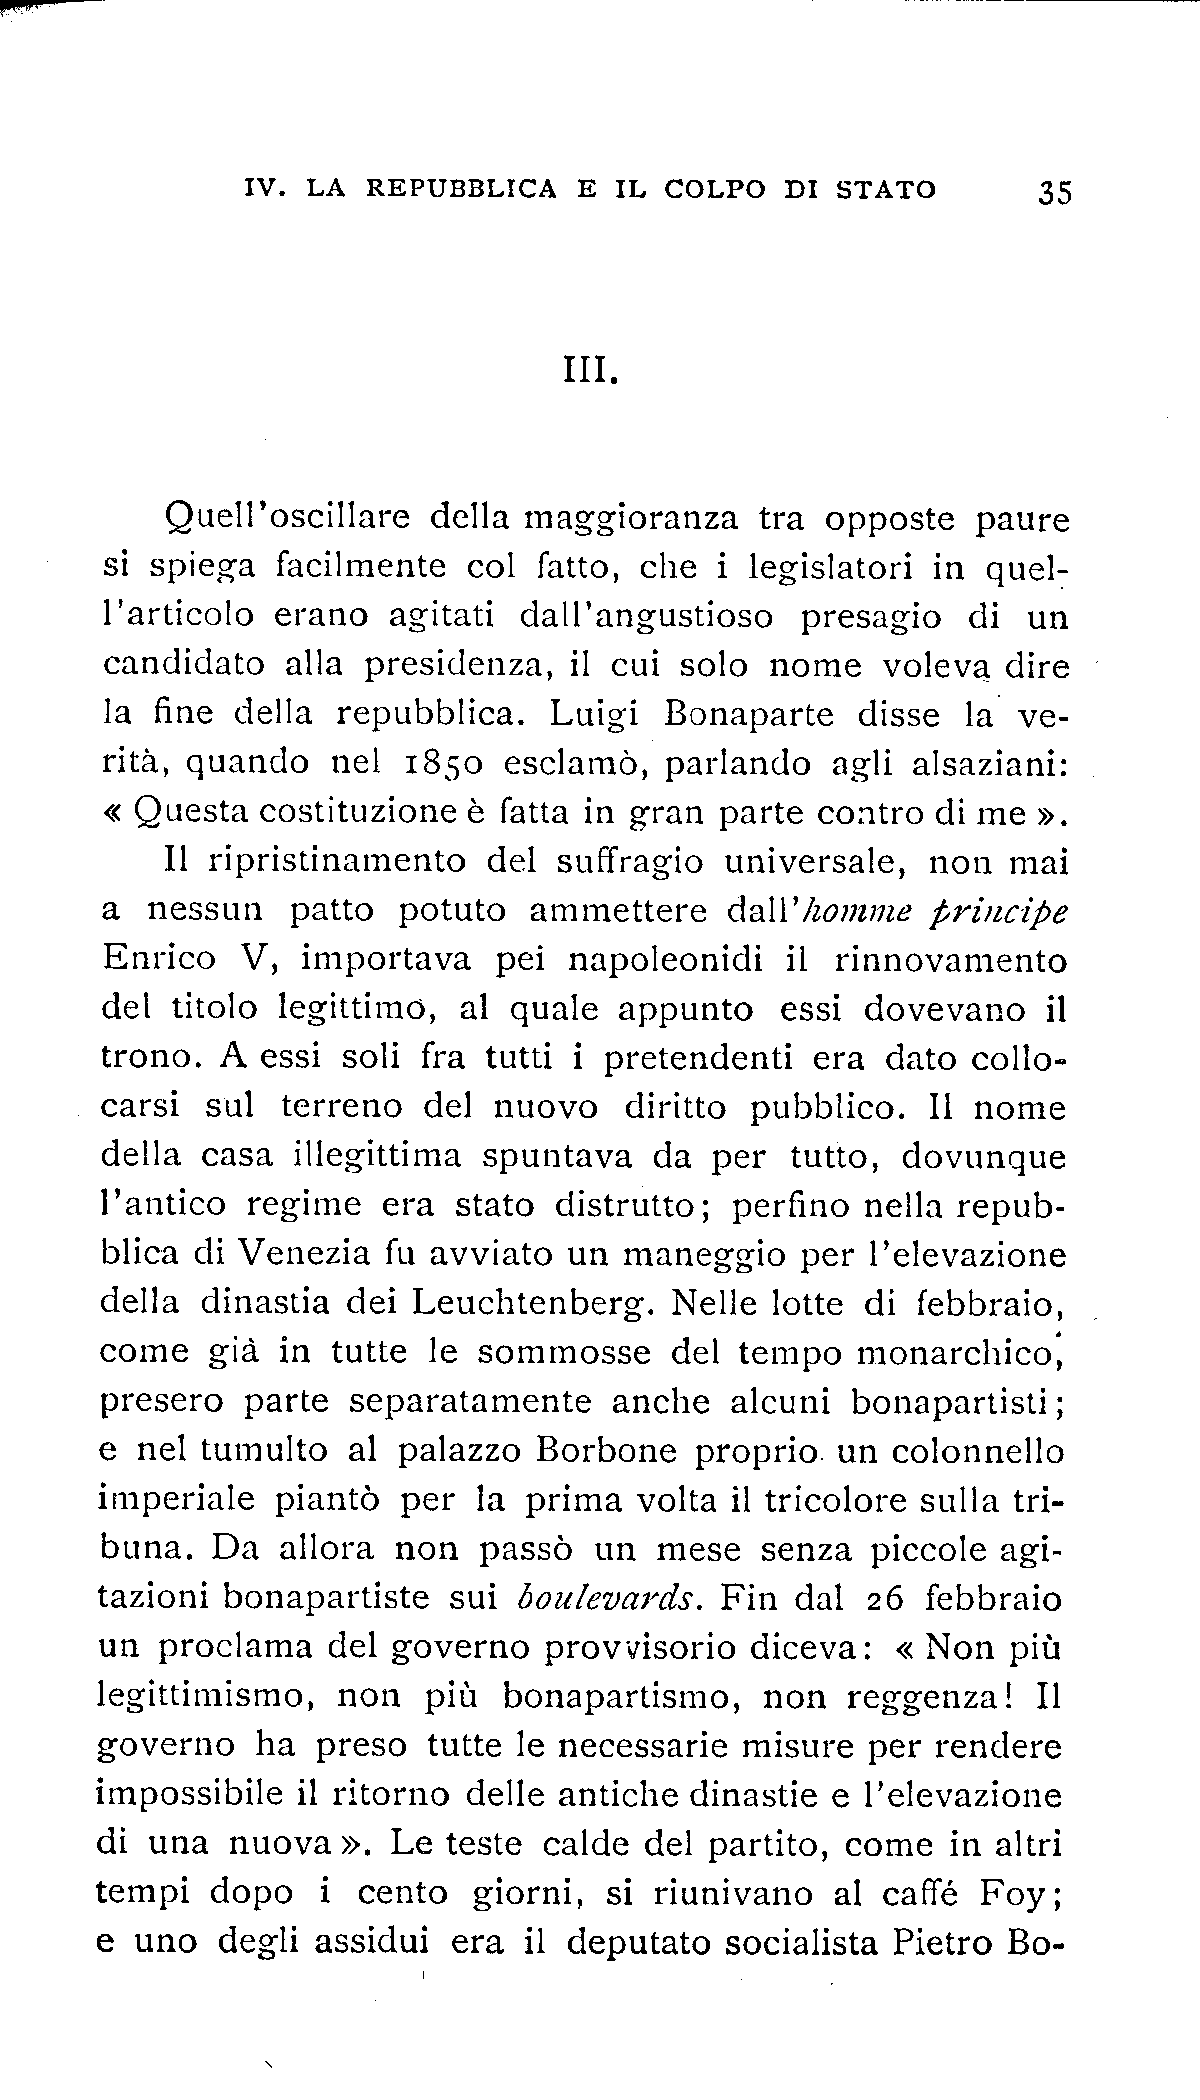 IV. LA REPUBBLICA E IL COLPO DI STATO 35
III.
Quell'oscillare della maggioranza tra opposte paure
si spiega facilmente col fatto, che i legislatori in quel-
l'articolo erano agitati dall'angustioso presagio di un
candidato alla presidenza, il cui solo nome voleva dire
la fine della repubblica. Luigi Bonaparte disse la ve-
rità, quando nel 1850 esclamò, parlando agli alsaziani:
« Questa costituzione è fatta in gran parte contro di me ».
Il ripristinamento del suffragio universale, non mai
a nessun patto potuto ammettere dall'homme principe
Enrico V, importava pei napoleonidi il rinnovamento
del titolo legittimo, al quale appunto essi dovevano il
trono. A essi soli fra tutti i pretendenti era dato collo-
carsi sul terreno del nuovo diritto pubblico. Il nome
della casa illegittima spuntava da per tutto, dovunque
l'antico regime era stato distrutto; perfino nella repub-
blica di Venezia fu avviato un maneggio per l'elevazione
della dinastia dei Leuchtenberg. Nelle lotte di febbraio,
come già in tutte le sommosse del tempo monarchico,
presero parte separatamente anche alcuni bonapartisti;
e nel tumulto al palazzo Borbone proprio un colonnello
imperiale piantò per la prima volta il tricolore sulla tri-
buna. Da allora non passò un mese senza piccole agi-
tazioni bonapartiste sui boulevards. Fin dal 26 febbraio
un proclama del governo provvisorio diceva: « Non più
legittimismo, non più bonapartismo, non reggenza! Il
governo ha preso tutte le necessarie misure per rendere
impossibile il ritorno delle antiche dinastie e l'elevazione
di una nuova ». Le teste calde del partito, come in altri
tempi dopo i cento giorni, si riunivano al caffé Foy;
e uno degli assidui era il deputato socialista Pietro Bo-